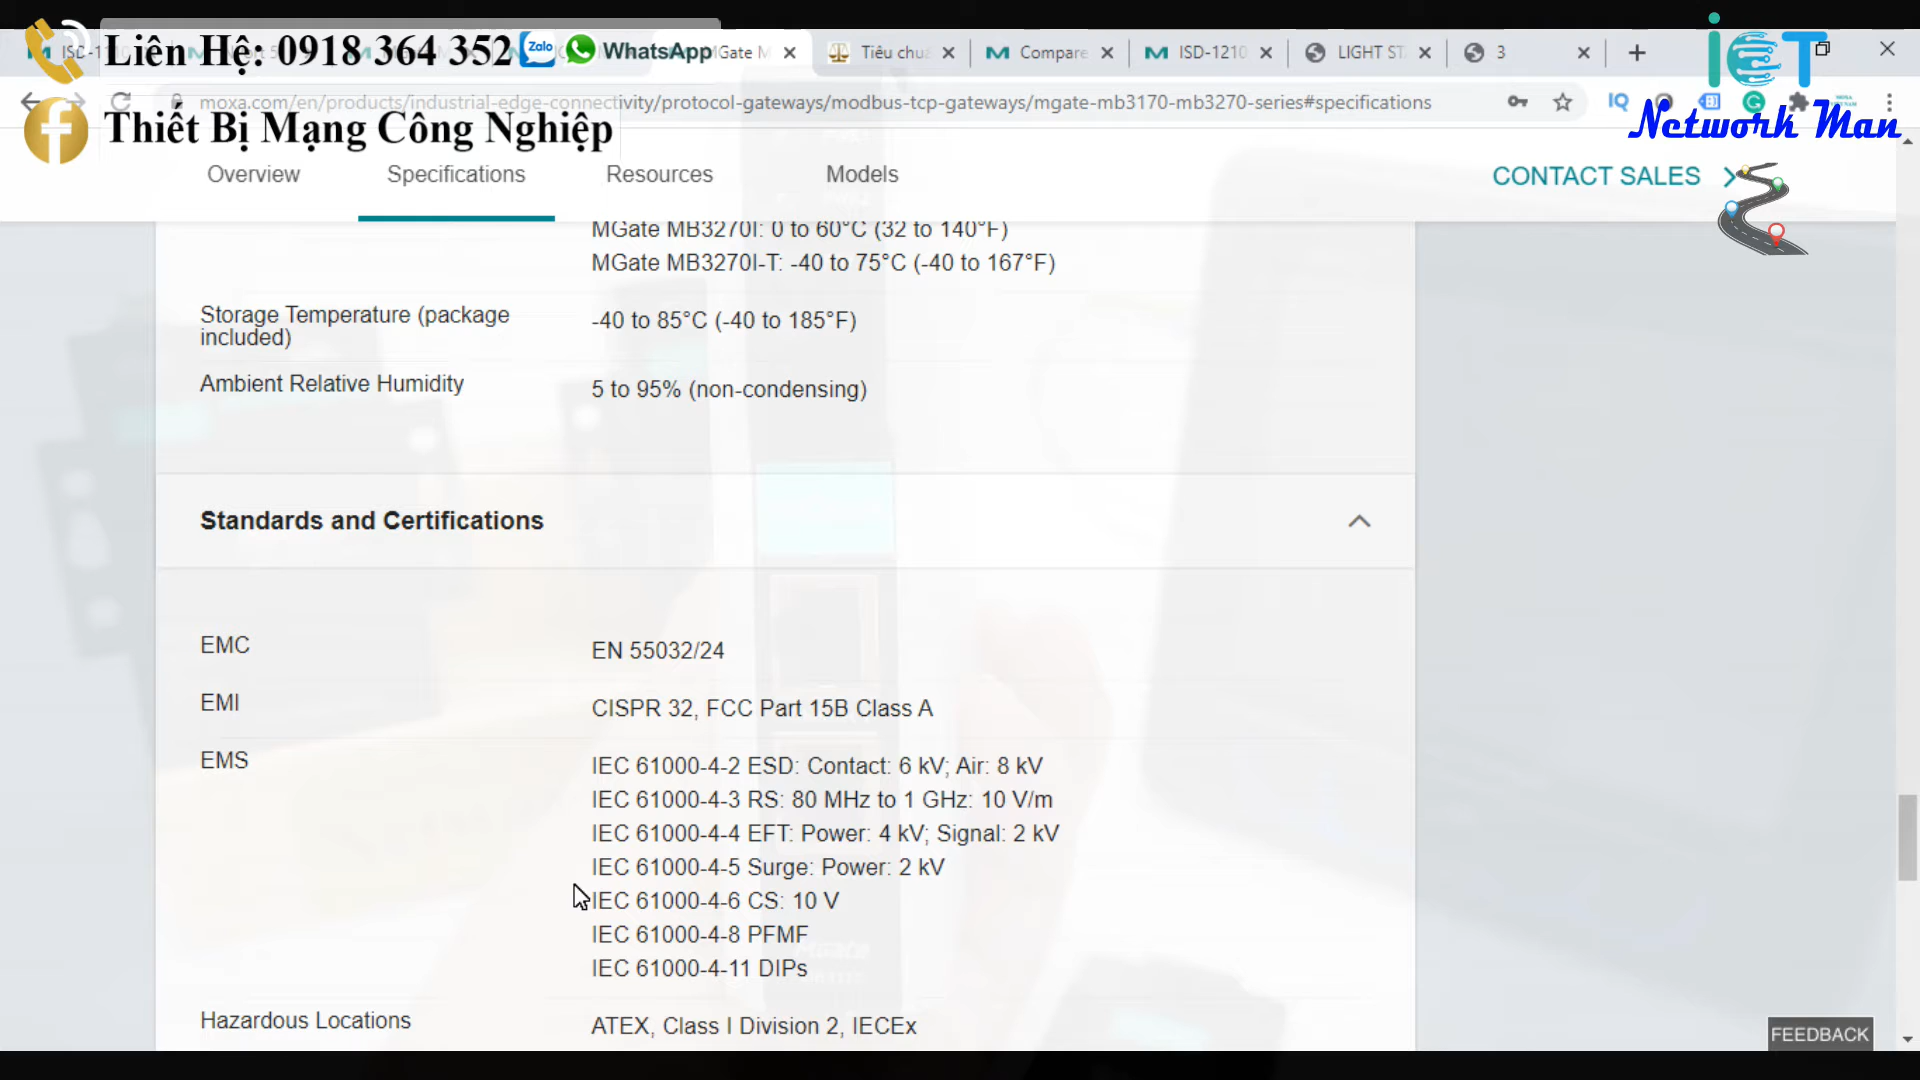 Liên Hệ: 0918 364 352 Zalo WhatsApp
MGate M
Tiêu chuẩ
Compare
ISD-1210
LIGHT ST
3
moxa.com/en/products/industrial-edge-connectivity/protocol-gateways/modbus-tcp-gateways/mgate-mb3170-mb3270-series#specifications
Thiết Bị Mạng Công Nghiệp
IOT
Network Man
Overview
Specifications
Resources
Models
CONTACT SALES
MGate MB3270I: 0 to 60°C (32 to 140°F)
MGate MB3270I-T: -40 to 75°C (-40 to 167°F)
Storage Temperature (package included)
-40 to 85°C (-40 to 185°F)
Ambient Relative Humidity
5 to 95% (non-condensing)
Standards and Certifications
EMC
EN 55032/24
EMI
CISPR 32, FCC Part 15B Class A
EMS
IEC 61000-4-2 ESD: Contact: 6 kV; Air: 8 kV
IEC 61000-4-3 RS: 80 MHz to 1 GHz: 10 V/m
IEC 61000-4-4 EFT: Power: 4 kV; Signal: 2 kV
IEC 61000-4-5 Surge: Power: 2 kV
IEC 61000-4-6 CS: 10 V
IEC 61000-4-8 PFMF
IEC 61000-4-11 DIPs
Hazardous Locations
ATEX, Class I Division 2, IECEx
FEEDBACK